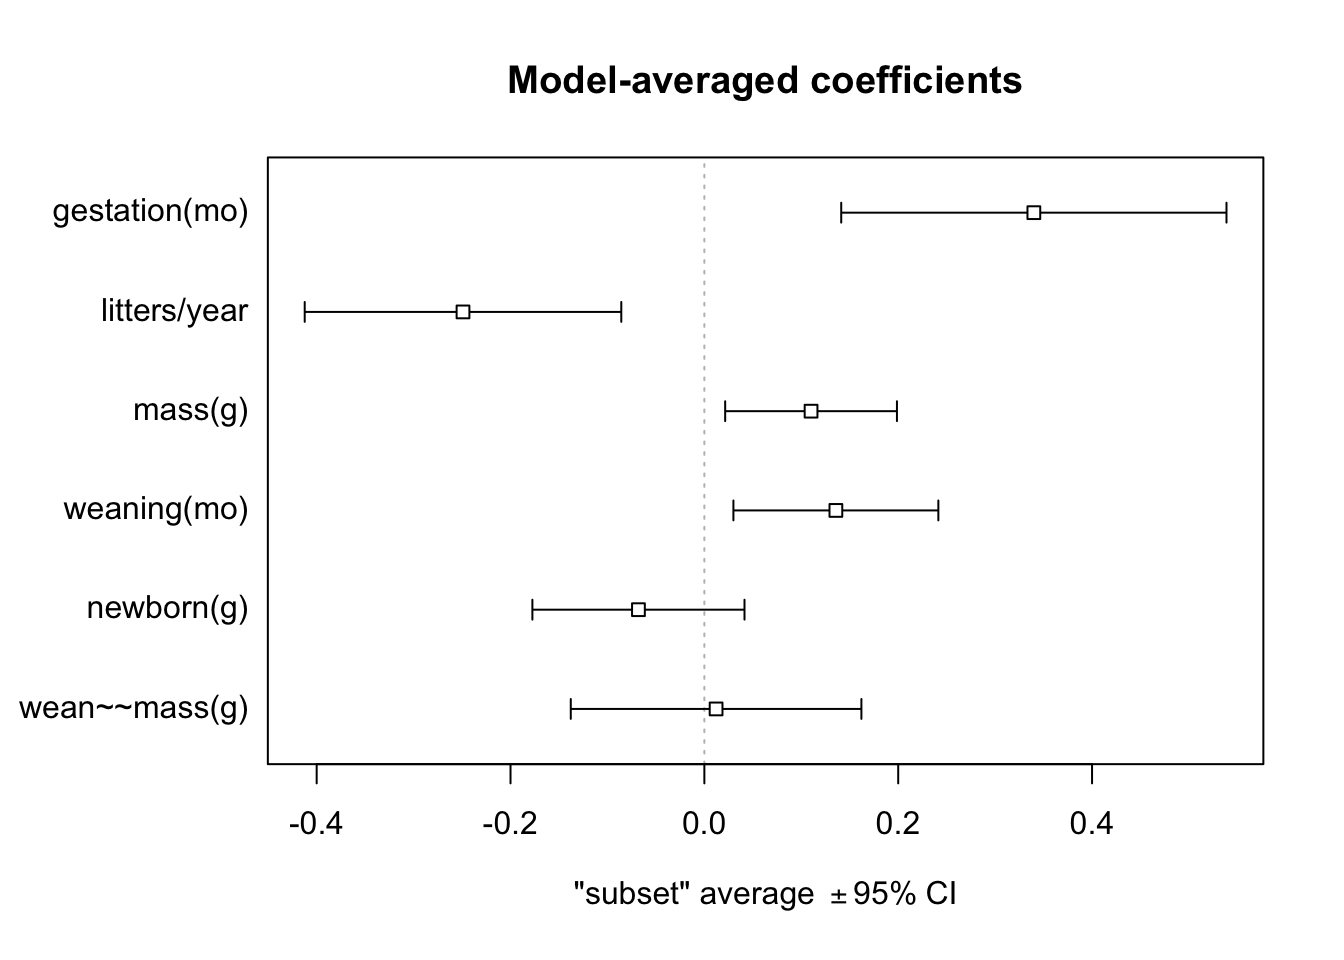 Model-averaged coefficients
gestation(mo)
litters/year
mass(g)
weaning(mo)
newborn(g)
wean~~mass(g)
-0.4 -0.2 0.0 0.2 0.4
"subset" average ± 95% CI